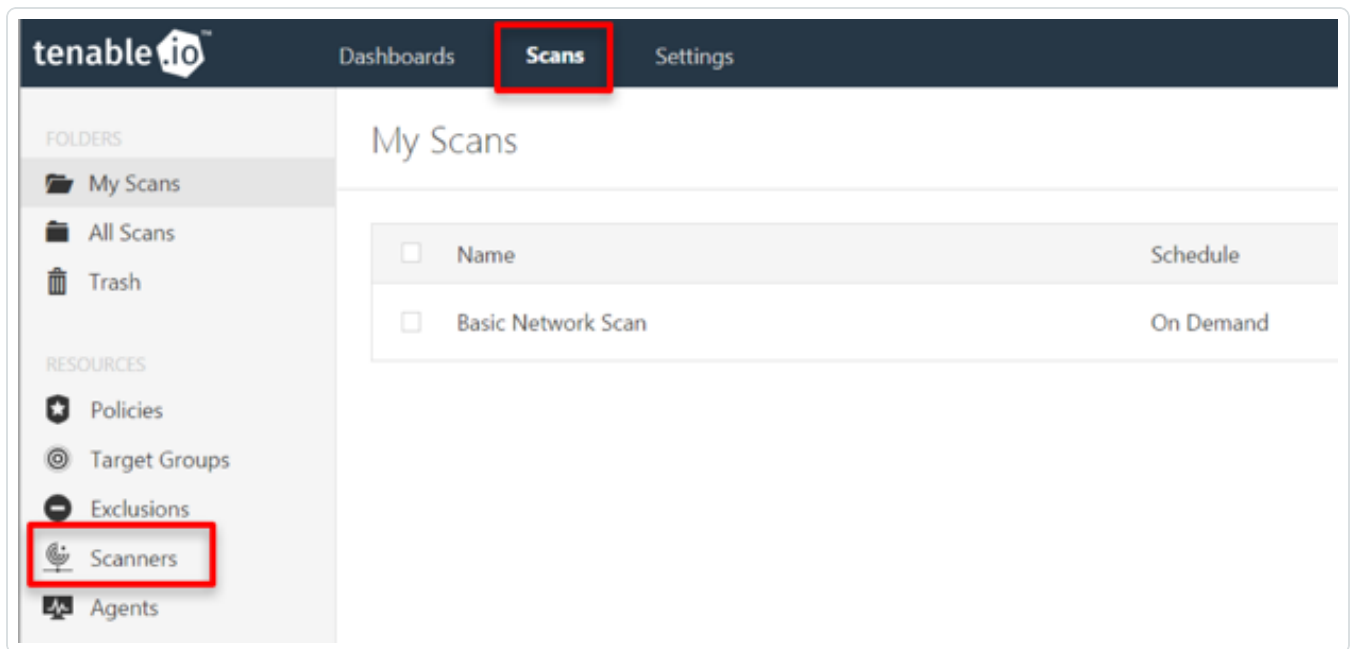 tenable.io™
Dashboards Scans Settings
FOLDERS
My Scans
All Scans
Trash
RESOURCES
Policies
Target Groups
Exclusions
Scanners
Agents
My Scans
Name Schedule
Basic Network Scan On Demand